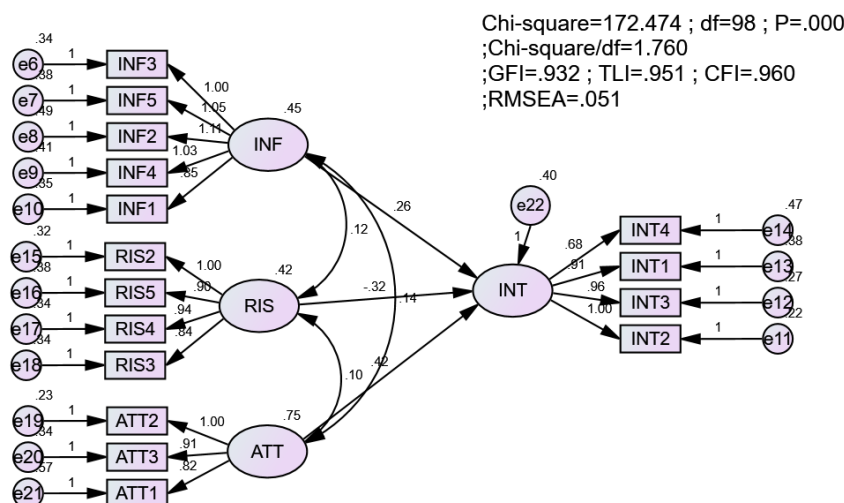 Chi-square=172.474 ; df=98 ; P=.000
;Chi-square/df=1.760
;GFI=.932 ; TLI=.951 ; CFI=.960
;RMSEA=.051
.34
e6 1 INF3
.38
e7 1 INF5
.49
e8 1 INF2
.41
e9 1 INF4
.35
e10 1 INF1
1.00
1.05
1.11
1.03
.85
.45
INF
.32
e15 1 RIS2
.38
e16 1 RIS5
.34
e17 1 RIS4
.34
e18 1 RIS3
1.00
.90
.94
.84
.42
RIS
.23
e19 1 ATT2
.34
e20 1 ATT3
.57
e21 1 ATT1
1.00
.91
.82
.75
ATT
.12
.14
.10
.26
-.32
.42
.40
e22
1
INT
.68
.91
.96
1.00
.47
INT4 1 e14
.38
INT1 1 e13
.27
INT3 1 e12
.22
INT2 1 e11